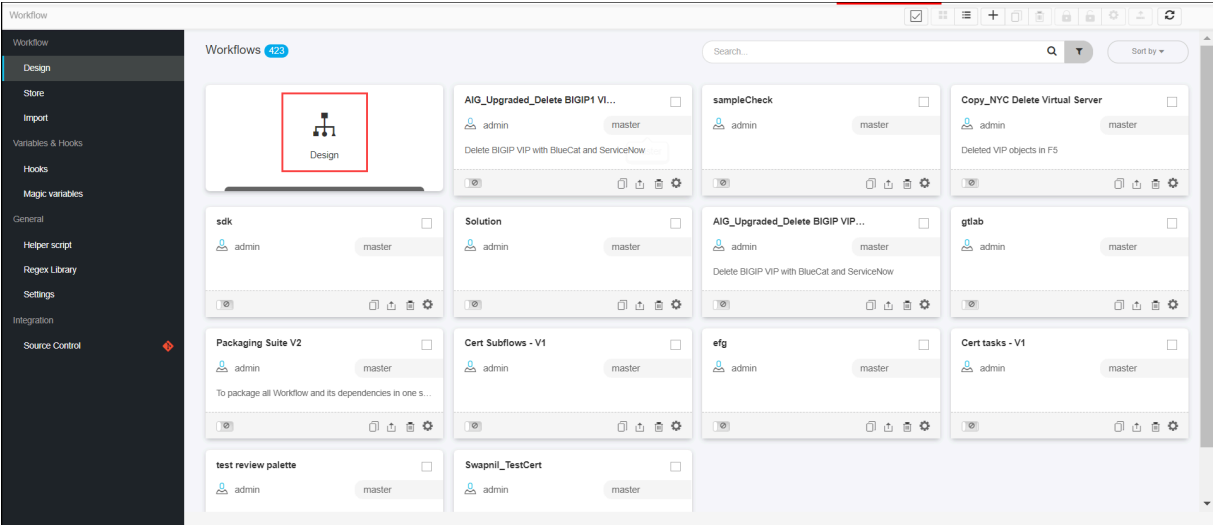 Workflow
Workflow
Design
Store
Import
Variables & Hooks
Hooks
Magic variables
General
Helper script
Regex Library
Settings
Integration
Source Control
Workflows 423
Search...
Sort by
Design
AIG_Upgraded_Delete BIGIP1 VI...
admin master
Delete BIGIP VIP with BlueCat and ServiceNow
sampleCheck
admin master
Copy_NYC Delete Virtual Server
admin master
Deleted VIP objects in F5
sdk
admin master
Solution
admin master
AIG_Upgraded_Delete BIGIP VIP...
admin master
Delete BIGIP VIP with BlueCat and ServiceNow
gtlab
admin master
Packaging Suite V2
admin master
To package all Workflow and its dependencies in one s...
Cert Subflows - V1
admin master
efg
admin master
Cert tasks - V1
admin master
test review palette
admin master
Swapnil_TestCert
admin master